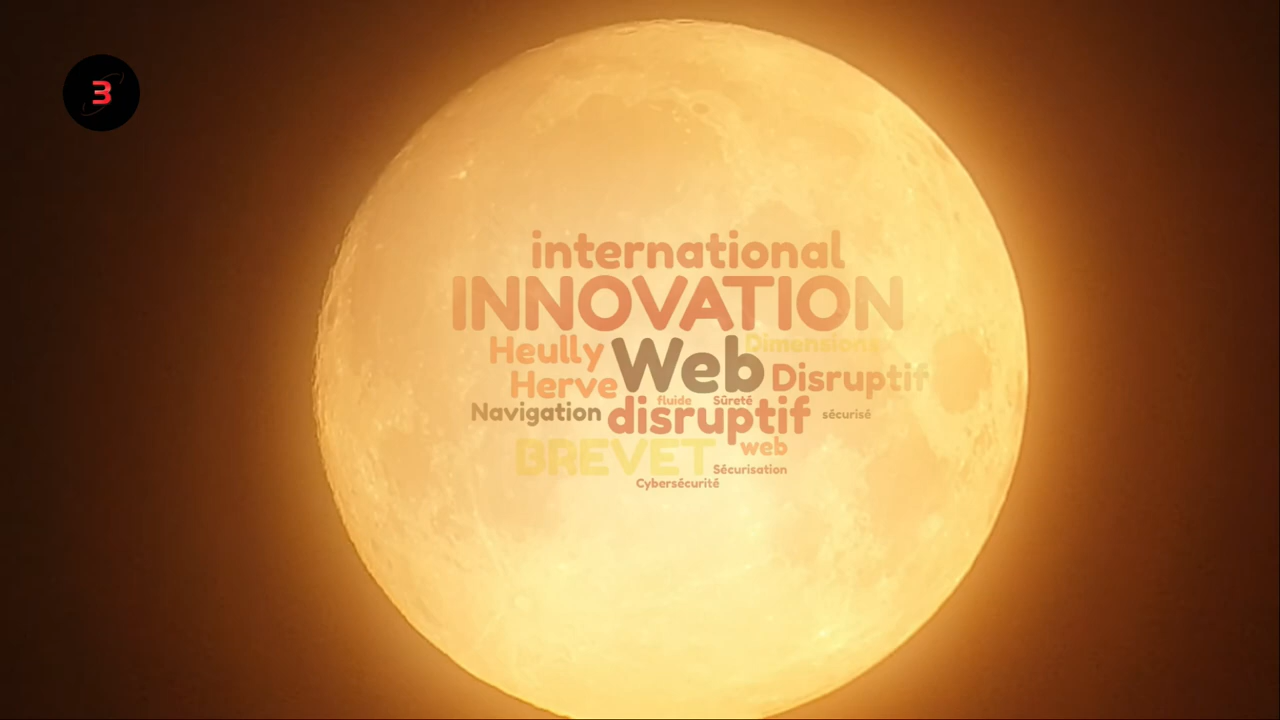 3
international
INNOVATION
Heully
Web
Dimensions
Herve
Disruptif
fluide
Sûreté
Navigation
disruptif
sécurisé
BREVET
web
Sécurisation
Cybersécurité